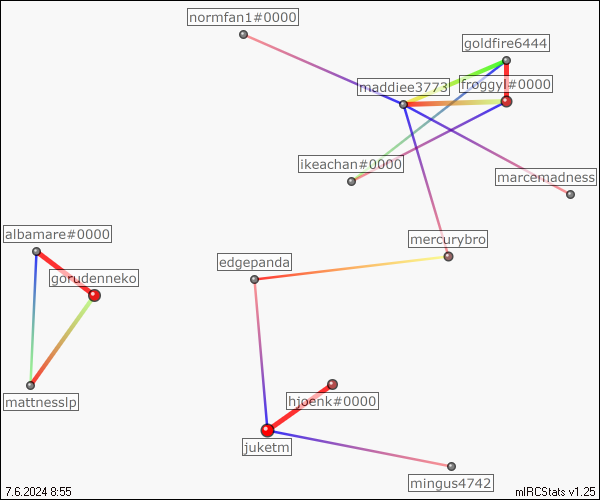 normfan1#0000
goldfire6444
froggyl#0000
maddiee3773
ikeachan#0000
marcenadness
albamare#0000
mercurybro
edgepanda
gorudenneko
hjoenk#0000
mattnesslp
juketm
mingus4742
7.6.2024 8:55
mIRCStats v1.25